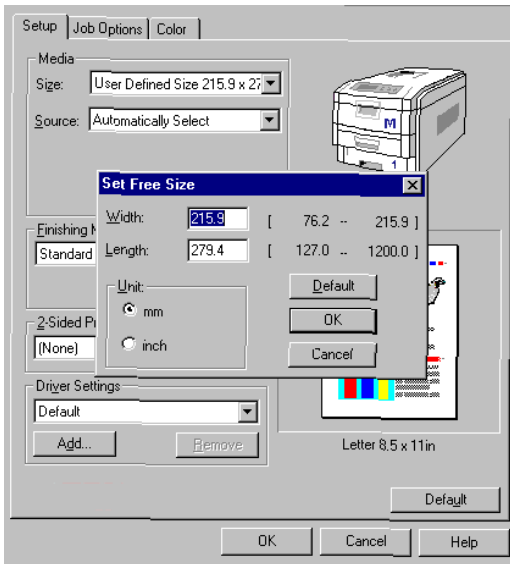 Setup Job Options Color
Media
Size: User Defined Size 215.9 x 27
Source: Automatically Select
M
1
Set Free Size
Width: 215.9 [ 76.2 -- 215.9 ]
Length: 279.4 [ 127.0 -- 1200.0 ]
Unit:
mm
inch
Default
OK
Cancel
Finishing
Standard
2-Sided
(None)
Driver Settings
Default
Add... Remove
Letter 8.5 x 11in
Default
OK Cancel Help